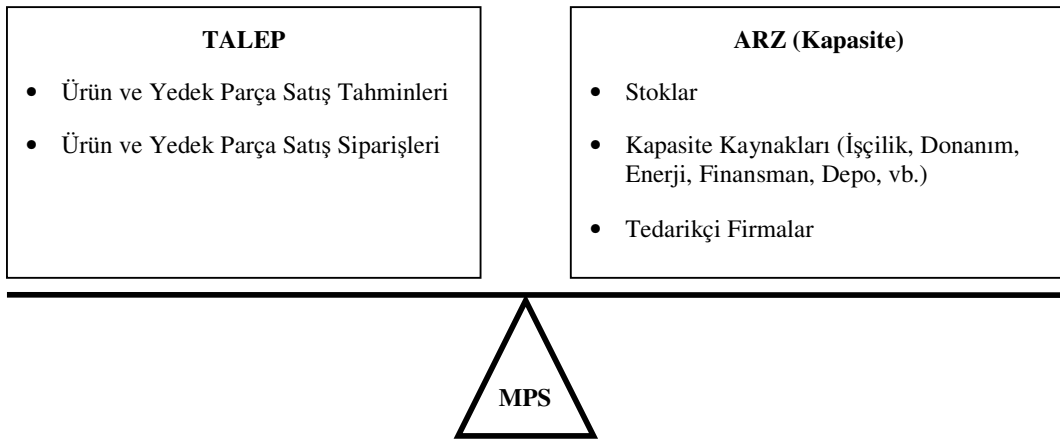 TALEP
• Ürün ve Yedek Parça Satış Tahminleri
• Ürün ve Yedek Parça Satış Siparişleri
ARZ (Kapasite)
• Stoklar
• Kapasite Kaynakları (İşçilik, Donanım,
Enerji, Finansman, Depo, vb.)
• Tedarikçi Firmalar
MPS